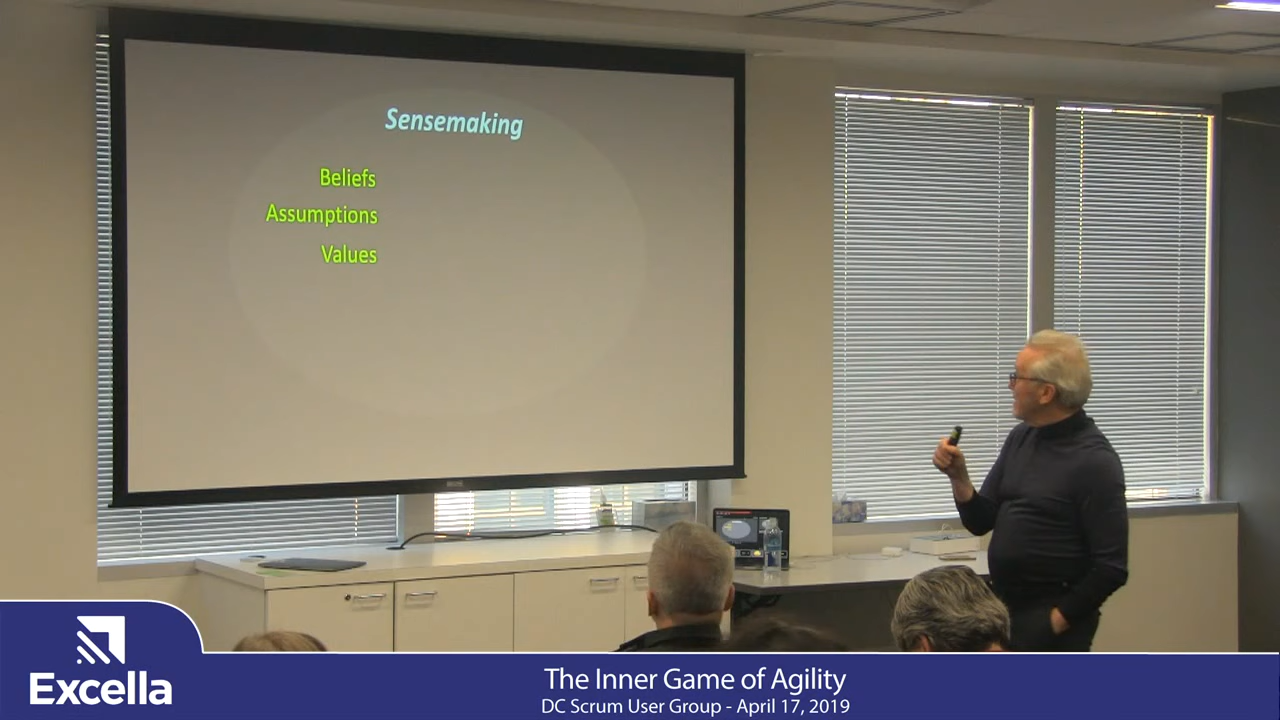 Sensemaking
Beliefs
Assumptions
Values
Excella
The Inner Game of Agility
DC Scrum User Group - April 17, 2019